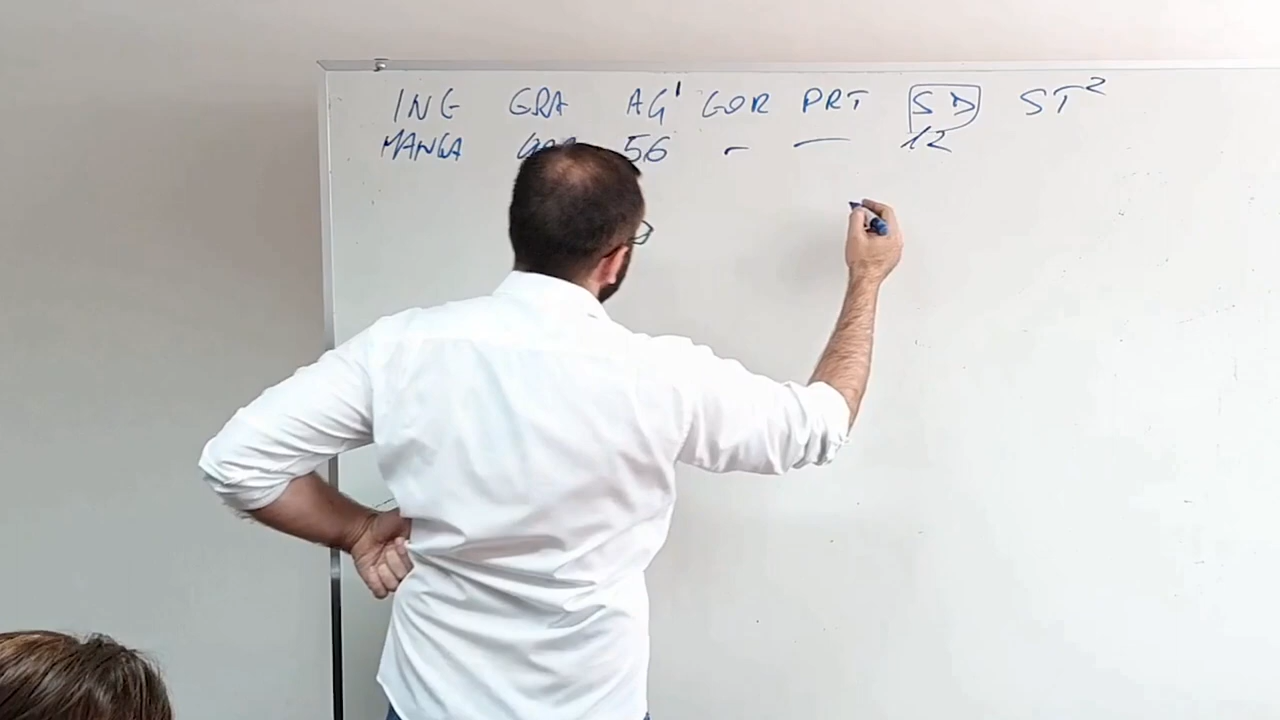 ING GRA AG¹ GOR PRT SD ST²
MANGA 56 - — 12